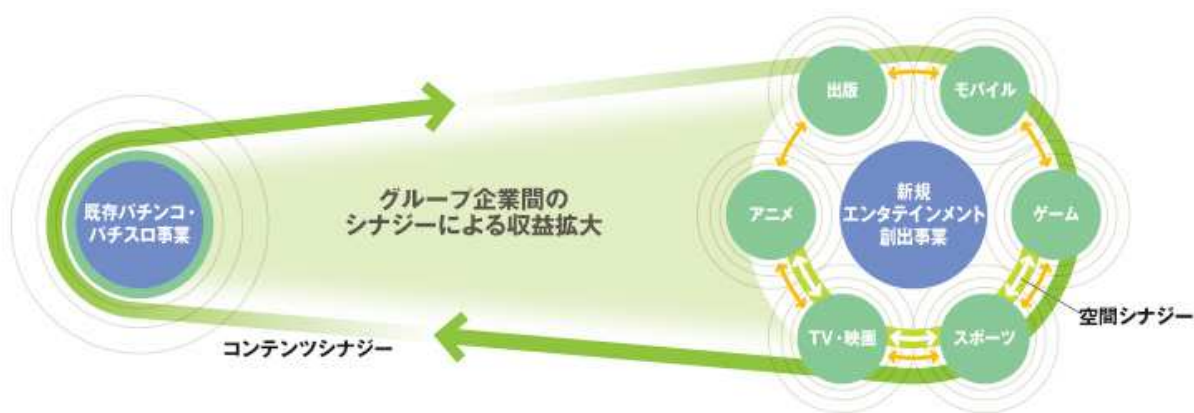 出版
モバイル
既存パチンコ・
パチスロ事業
グループ企業間の
シナジーによる収益拡大
アニメ
新規
エンタテインメント
創出事業
ゲーム
TV・映画
スポーツ
空間シナジー
コンテンツシナジー